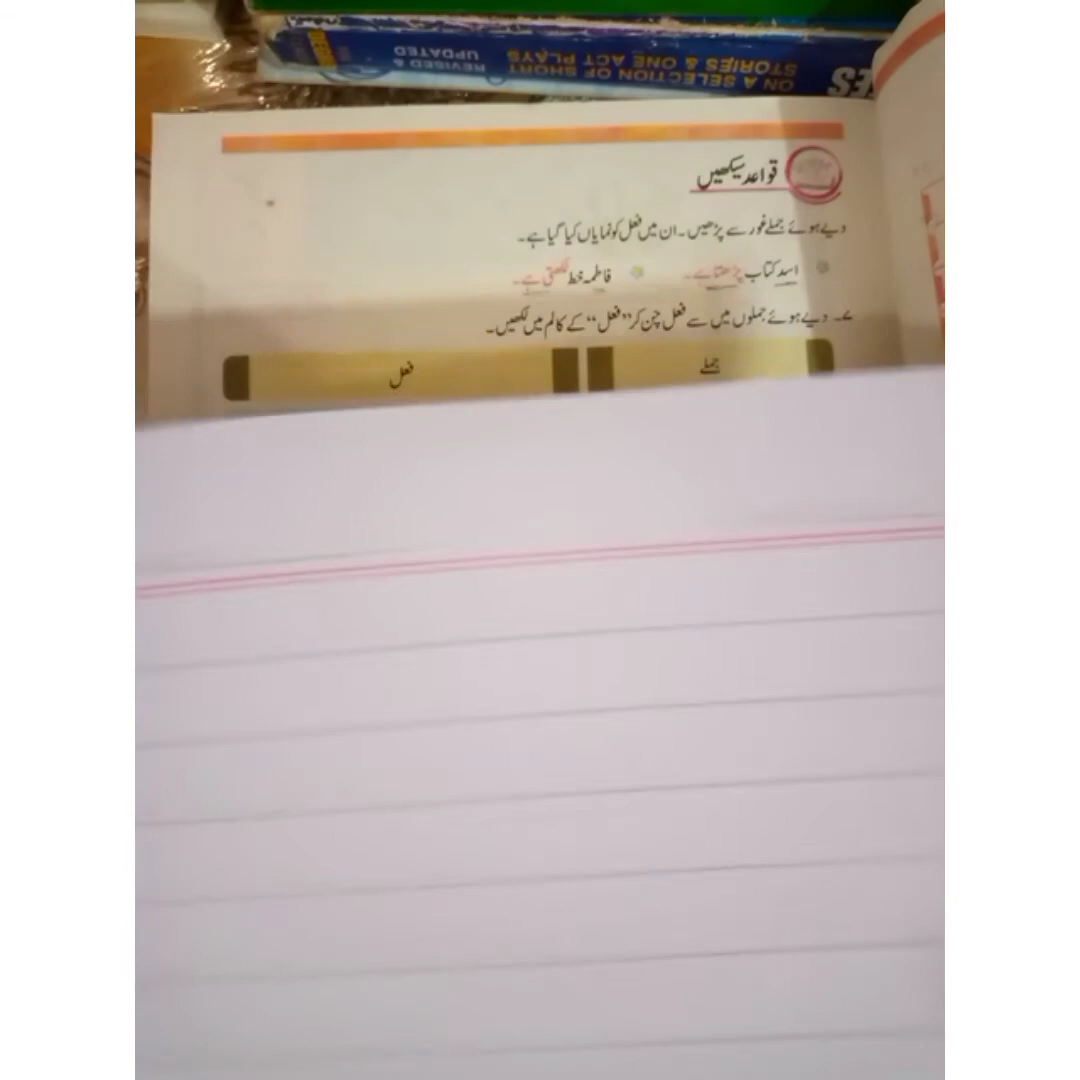 ON A SELECTION OF SHORT
STORIES & ONE ACT PLAYS
REVISED &
UPDATED
قواعد سیکھیں
دیے ہوئے جملے غور سے پڑھیں۔ ان میں فعل کو نمایاں کیا گیا ہے۔
اسد کتاب پڑھتا ہے۔ فاطمہ خط لکھتی ہے۔
۷۔ دیے ہوئے جملوں میں سے فعل چن کر ”فعل“ کے کالم میں لکھیں۔
جملے فعل